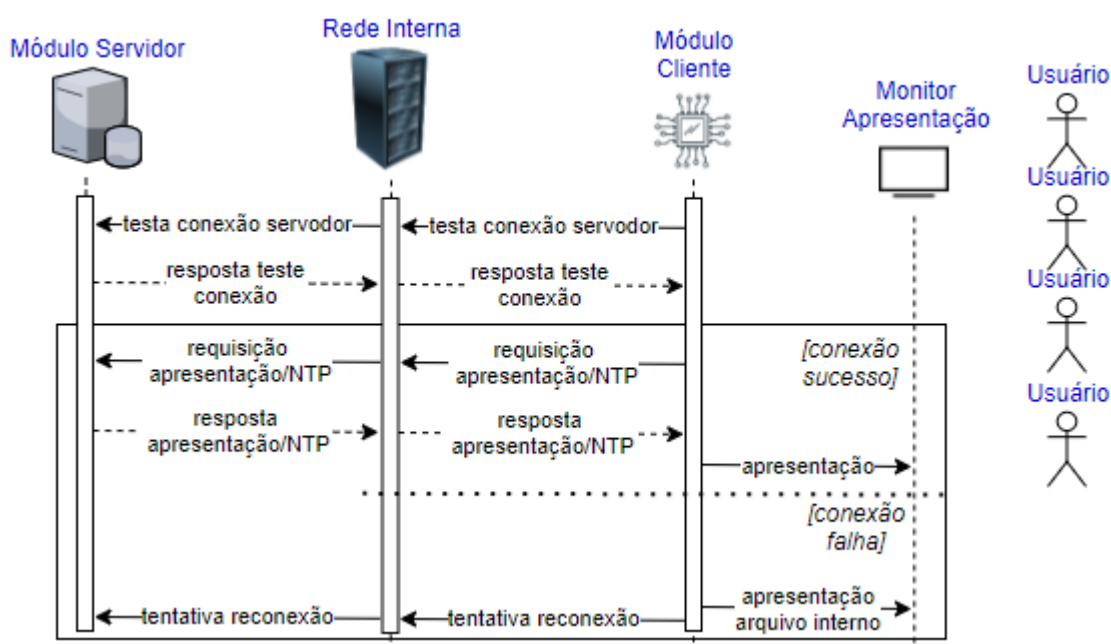 Módulo Servidor
Rede Interna
Módulo
Cliente
Monitor
Apresentação
Usuário
Usuário
Usuário
Usuário
testa conexão servodor
testa conexão servodor
resposta teste
conexão
resposta teste
conexão
requisição
apresentação/NTP
requisição
apresentação/NTP
[conexão
sucesso]
resposta
apresentação/NTP
resposta
apresentação/NTP
apresentação
[conexão
falha]
tentativa reconexão
tentativa reconexão
apresentação
arquivo interno